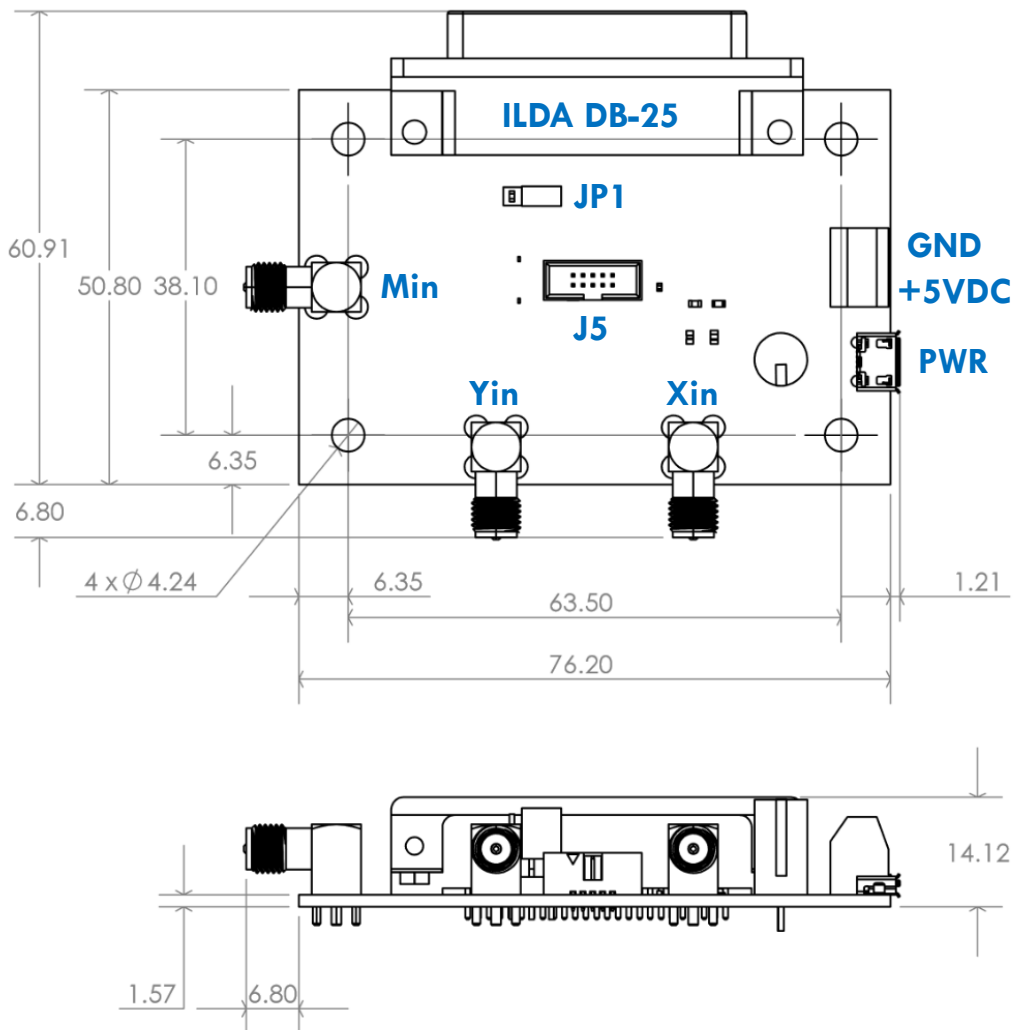 ILDA DB-25
JP1
GND
60.91
50.80
38.10
Min
+5VDC
J5
PWR
Yin
Xin
6.35
6.80
4 x Ø 4.24
6.35
1.21
63.50
76.20
14.12
1.57
6.80